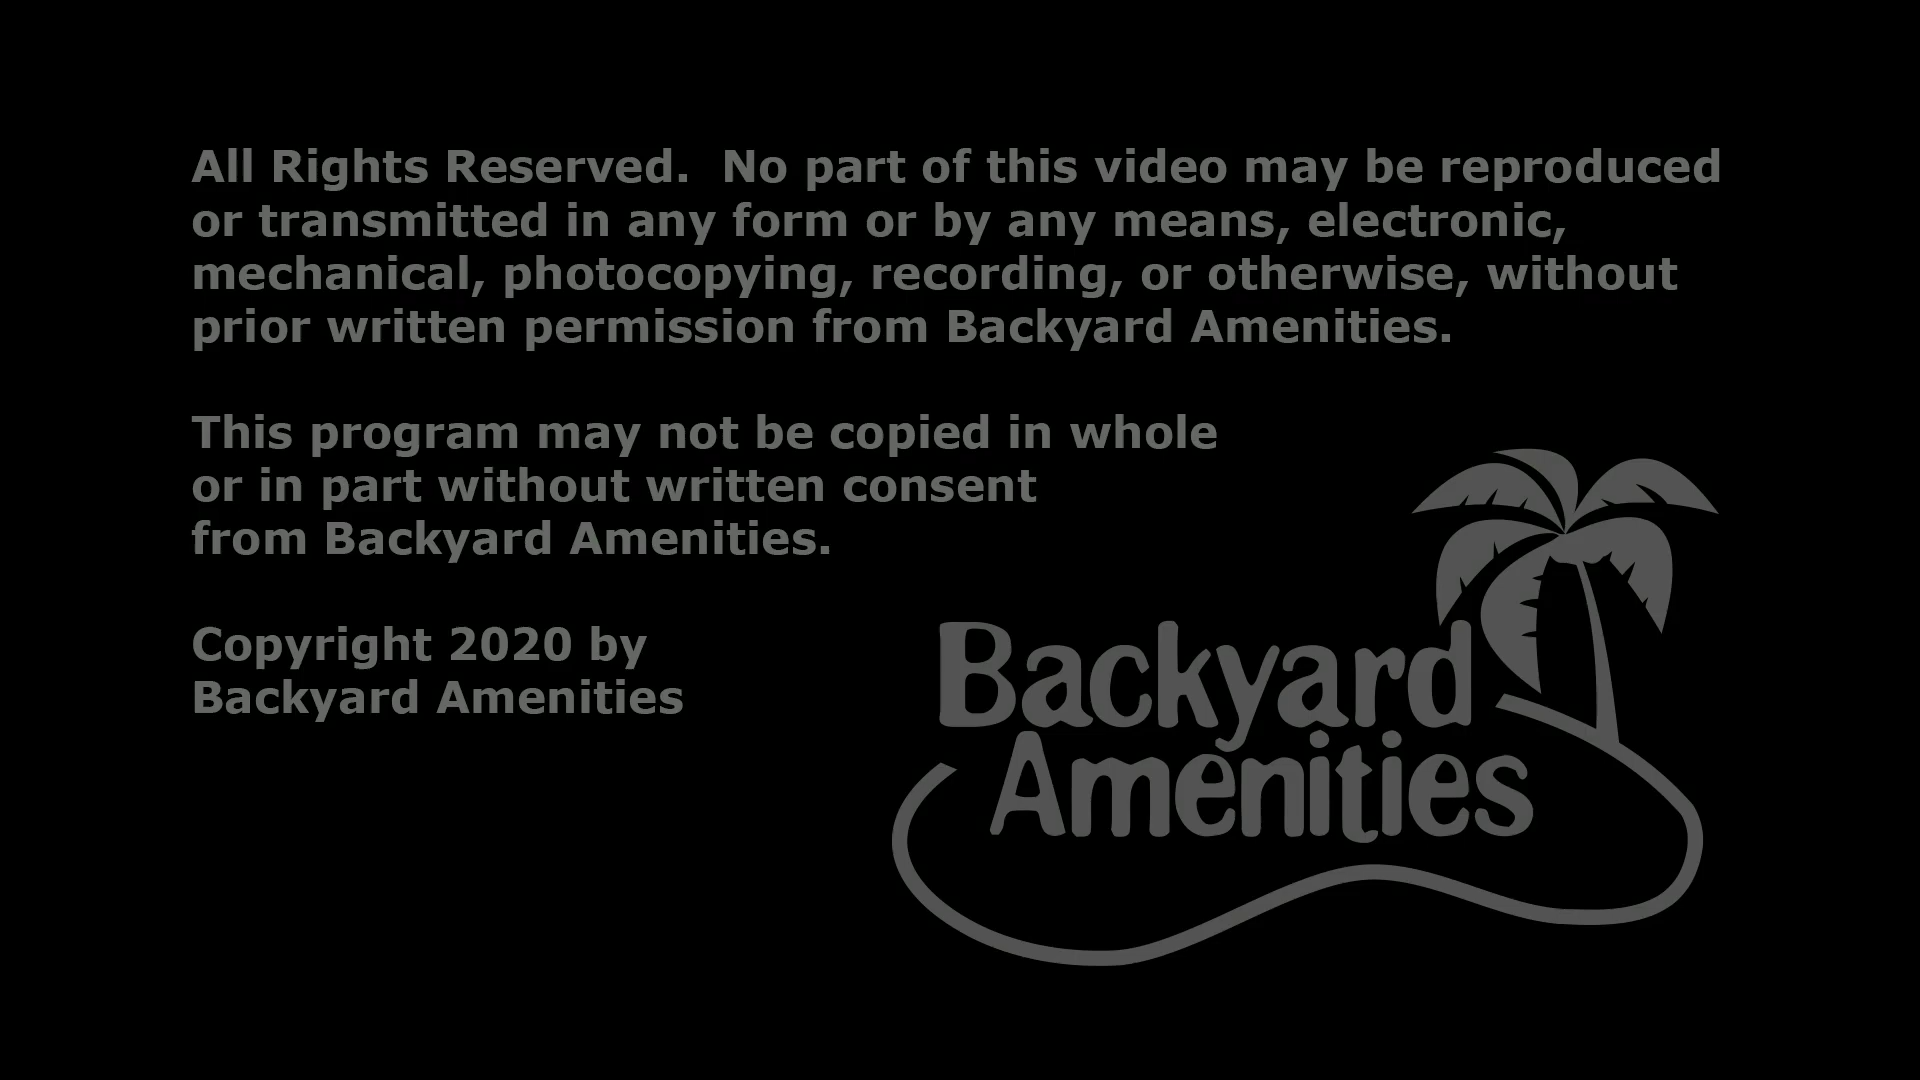 All Rights Reserved.  No part of this video may be reproduced
or transmitted in any form or by any means, electronic,
mechanical, photocopying, recording, or otherwise, without
prior written permission from Backyard Amenities.
This program may not be copied in whole
or in part without written consent
from Backyard Amenities.
Copyright 2020 by
Backyard Amenities
Backyard
Amenities